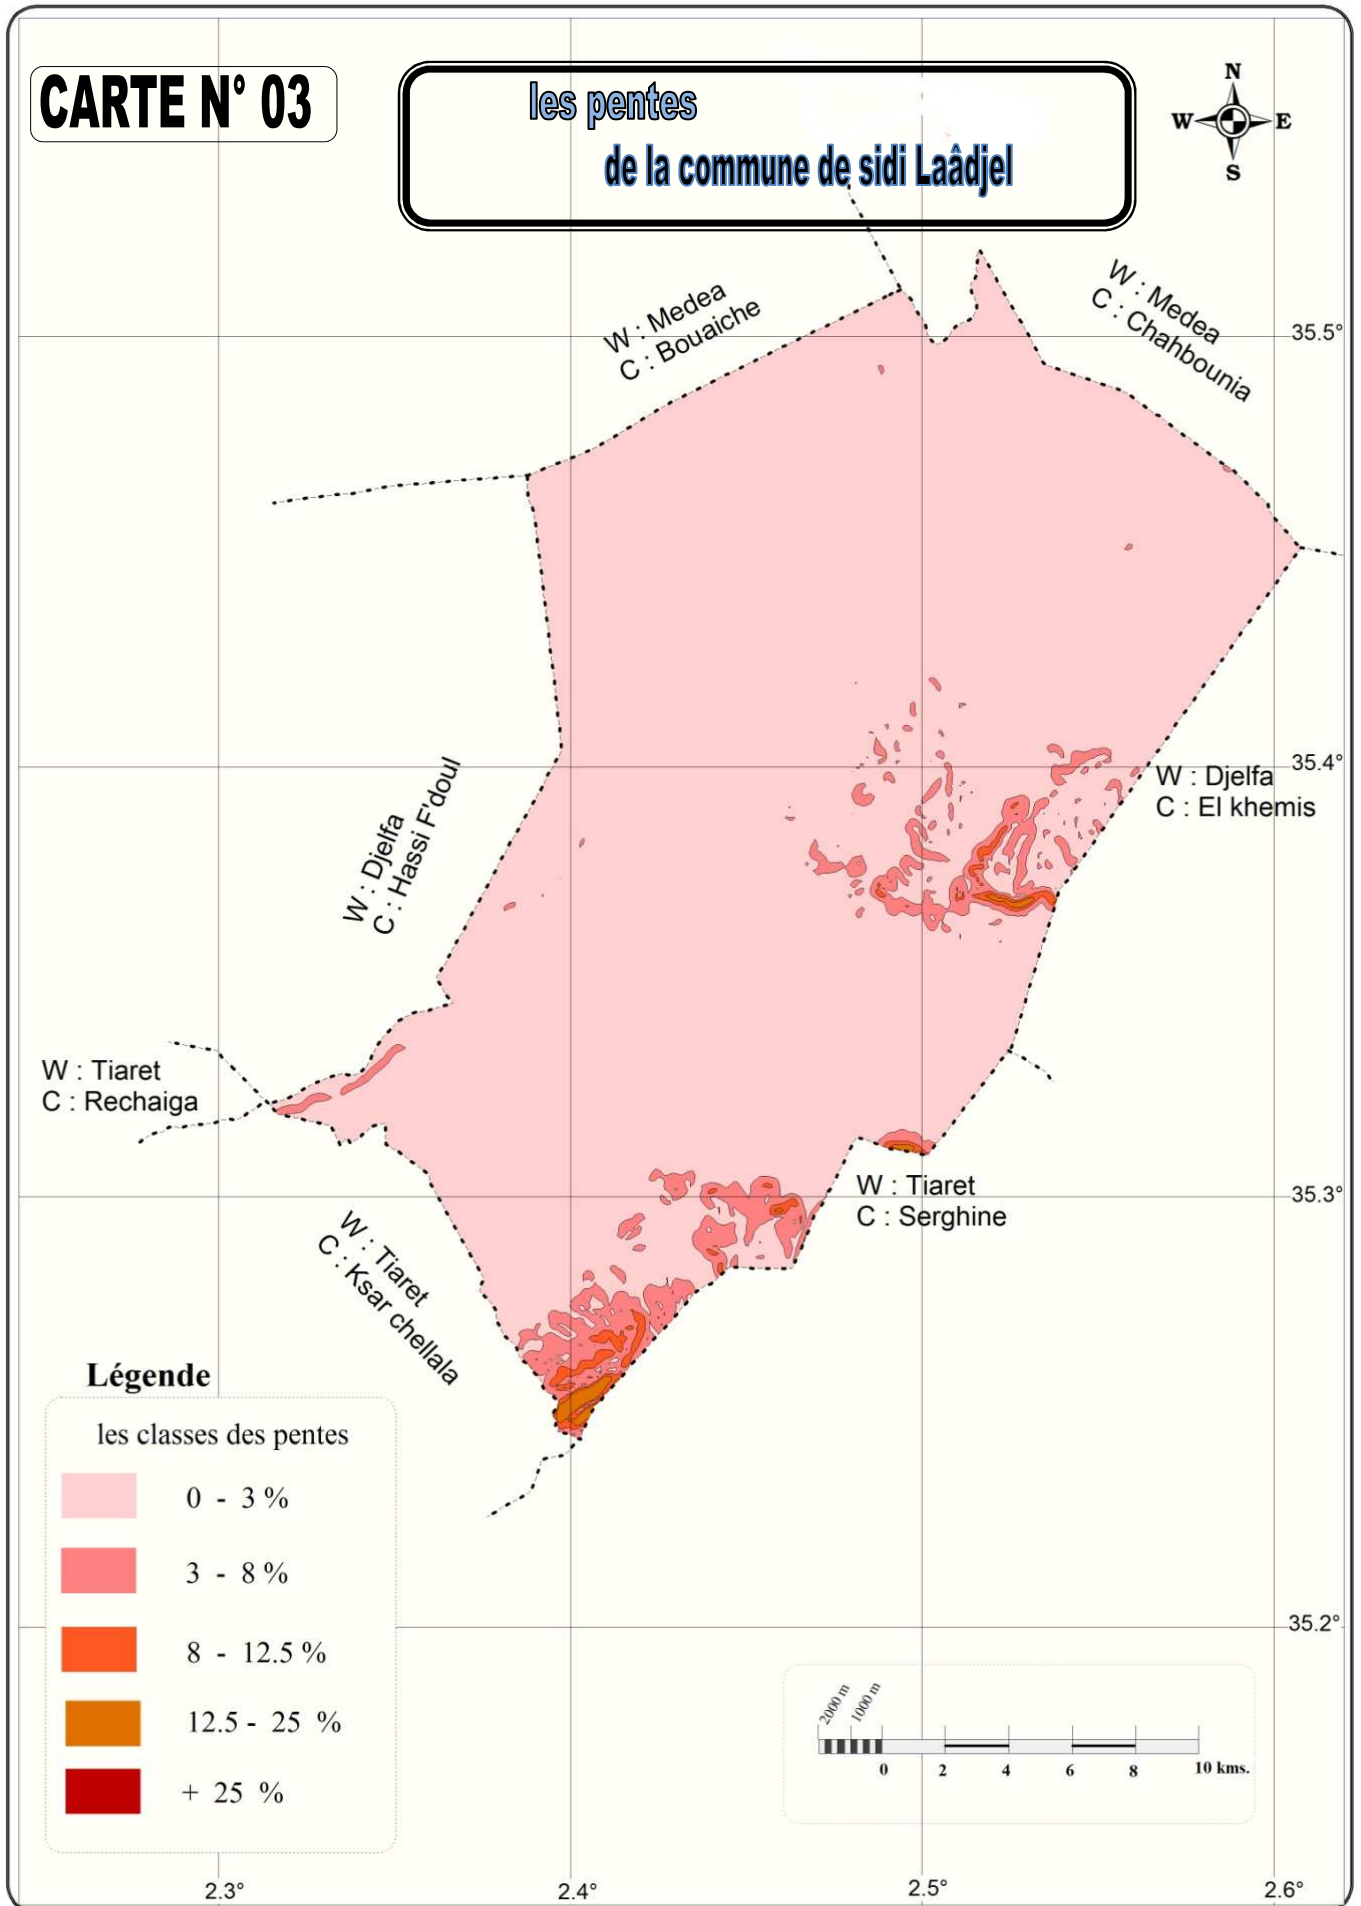 CARTE N° 03
les pentes
de la commune de sidi Laâdjel
N
W E
S
W : Medea
C : Bouaiche
W : Medea
C : Chahbounia
35.5°
35.4°
W : Djelfa
C : El khemis
W : Djelfa
C : Hassi F'doul
W : Tiaret
C : Rechaiga
35.3°
W : Tiaret
C : Serghine
W : Tiaret
C : Ksar chellala
Légende
les classes des pentes
0 - 3 %
3 - 8 %
8 - 12.5 %
12.5 - 25 %
+ 25 %
35.2°
2000 m
1000 m
0 2 4 6 8 10 kms.
2.3° 2.4° 2.5° 2.6°